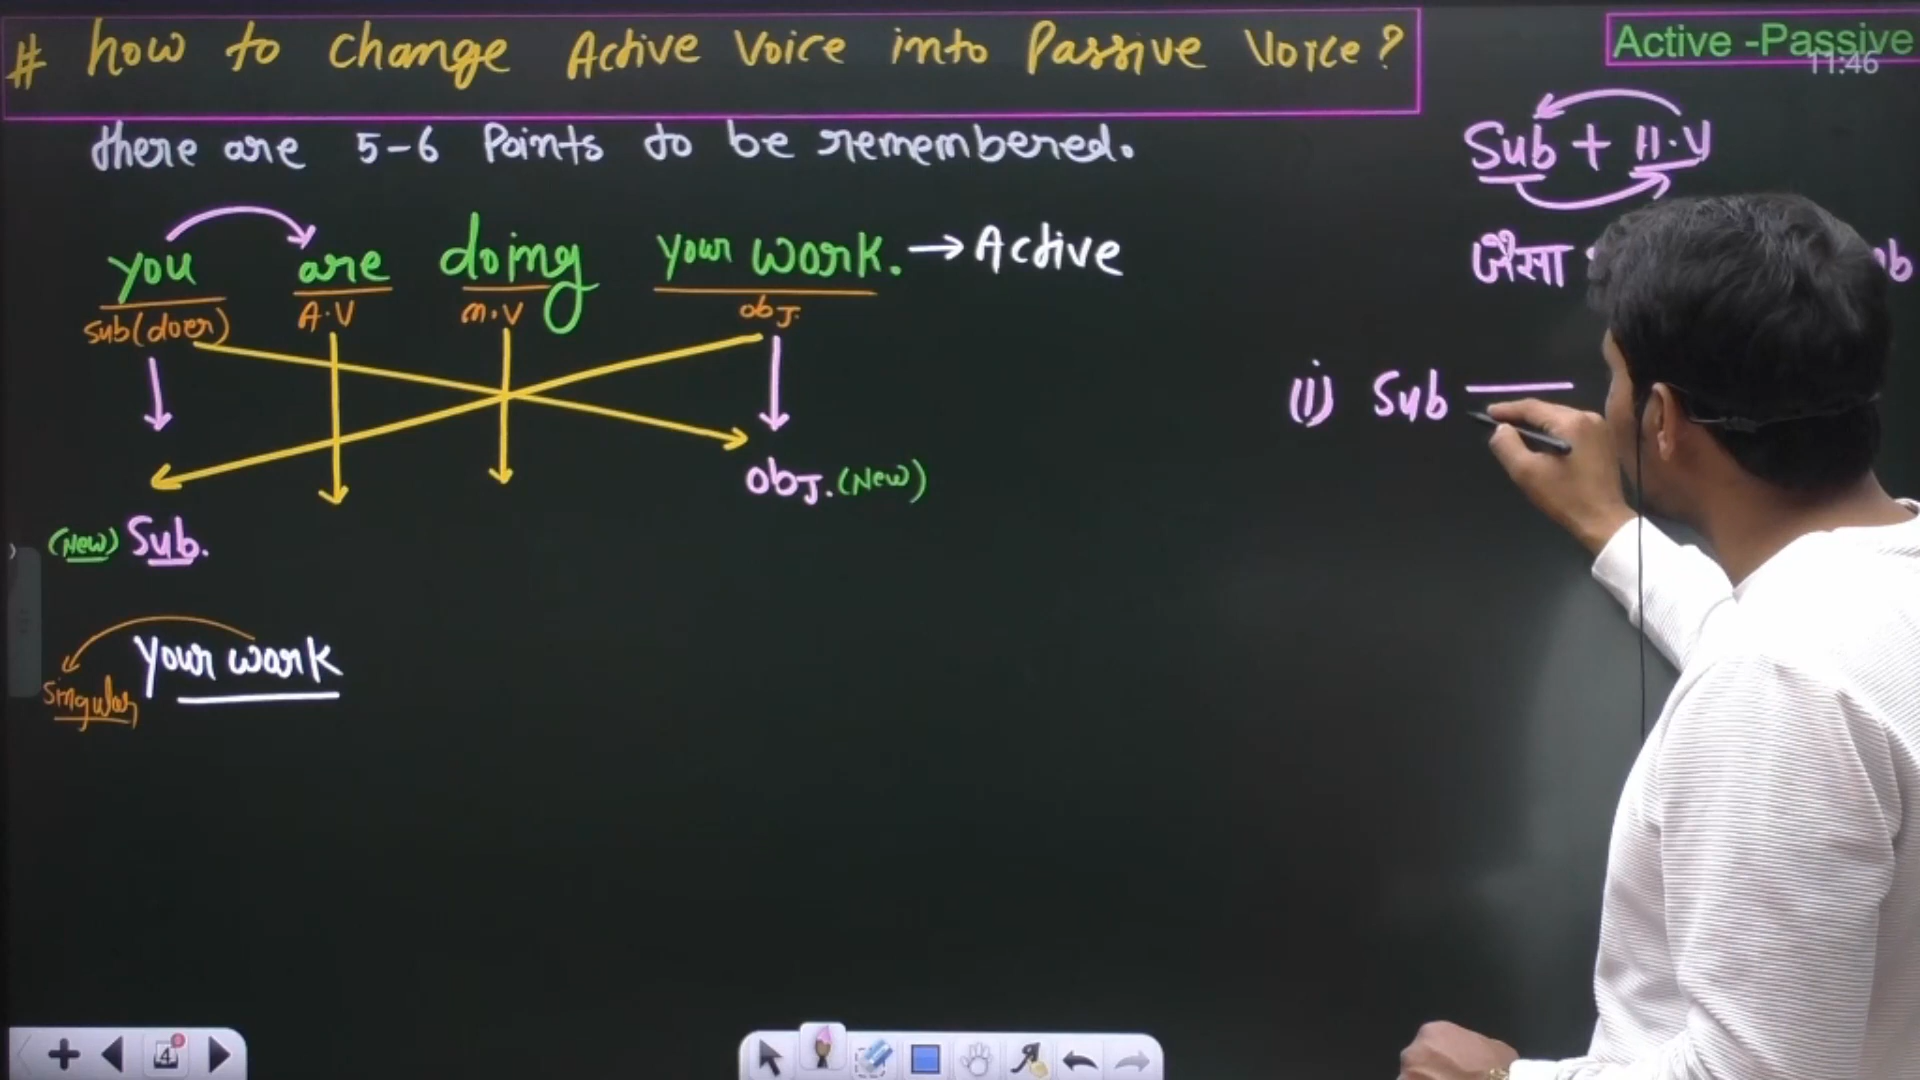 # how to change Active Voice into Passive Voice?
Active -Passive
11:46
there are 5-6 Points to be remembered.
Sub + H.V
you are doing your work. → Active
जैसा
ob
sub(doer) A.V m.v obJ.
(i) Sub
obJ. (New)
(New) Sub.
Your work
singular
4